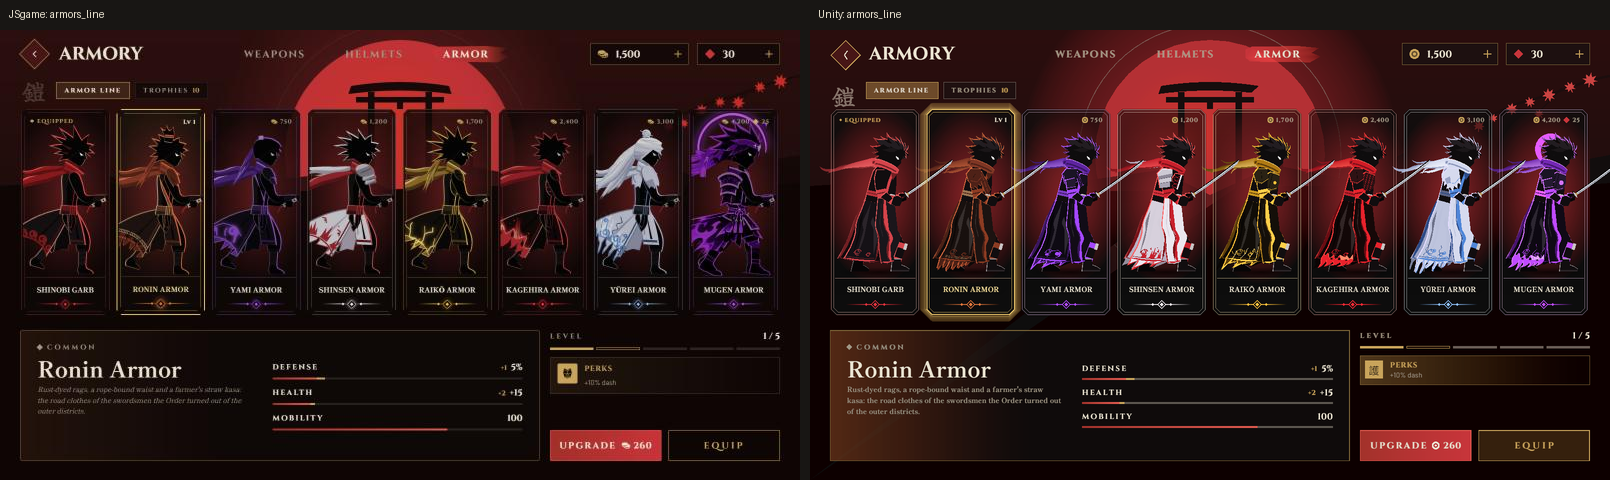 JSgame: armors_line
ARMORY
WEAPONS HELMETS ARMOR
1,500 + 30 +
鎧 ARMOR LINE TROPHIES 10
EQUIPPED Lv 1 750 1,200 1,700 2,400 3,100 4,200 25
SHINOBI GARB RONIN ARMOR YAMI ARMOR SHINSEN ARMOR RAIKŌ ARMOR KAGEHIRA ARMOR YŪREI ARMOR MUGEN ARMOR
COMMON
Ronin Armor
Rust-dyed rags, a rope-bound waist and a farmer's straw kasa:
the road clothes of the swordsmen the Order turned out of the
outer districts.
DEFENSE +1 5%
HEALTH +2 +15
MOBILITY 100
LEVEL 1 / 5
PERKS
+10% dash
UPGRADE 260 EQUIP
Unity: armors_line
ARMORY
WEAPONS HELMETS ARMOR
1,500 + 30 +
鎧 ARMOR LINE TROPHIES 10
EQUIPPED LV 1 750 1,200 1,700 2,400 3,100 4,200 25
SHINOBI GARB RONIN ARMOR YAMI ARMOR SHINSEN ARMOR RAIKŌ ARMOR KAGEHIRA ARMOR YŪREI ARMOR MUGEN ARMOR
COMMON
Ronin Armor
Rust-dyed rags, a rope-bound waist and a farmer's straw
kasa: the road clothes of the swordsmen the Order turned out
of the outer districts.
DEFENSE +1 5%
HEALTH +2 +15
MOBILITY 100
LEVEL 1 / 5
PERKS
+10% dash
UPGRADE 260 EQUIP